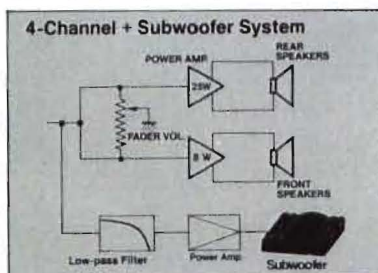 4-Channel + Subwoofer System
POWER AMP.
REAR
SPEAKERS
25W
FADER VOL.
8 W
FRONT
SPEAKERS
Low-pass Filter
Power Amp.
Subwoofer